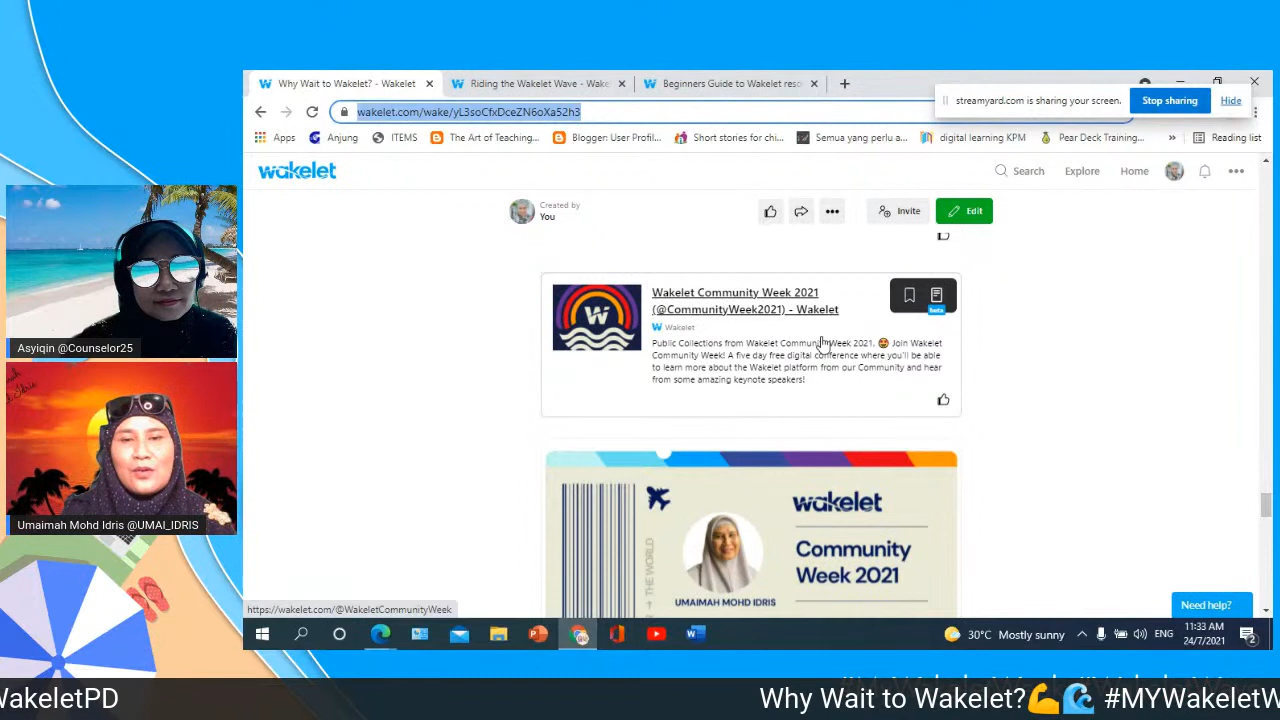 Why Wait to Wakelet? - Wakelet
Riding the Wakelet Wave - Wake
Beginners Guide to Wakelet reso
streamyard.com is sharing your screen.
Stop sharing
Hide
wakelet.com/wake/yL3soCfxDceZN6oXa52h3
Apps
Anjung
ITEMS
The Art of Teaching...
Blogger: User Profil...
Short stories for chi...
Semua yang perlu a...
digital learning KPM
Pear Deck Training...
»
Reading list
wakelet
Search
Explore
Home
Created by
You
Invite
Edit
Wakelet Community Week 2021
(@CommunityWeek2021) - Wakelet
beta
W Wakelet
Public Collections from Wakelet Community Week 2021. 🤩 Join Wakelet
Community Week! A five day free digital conference where you'll be able
to learn more about the Wakelet platform from our Community and hear
from some amazing keynote speakers!
wakelet
Community
Week 2021
THE WORLD
UMAIMAH MOHD IDRIS
https://wakelet.com/@WakeletCommunityWeek
Need help?
30°C Mostly sunny
ENG
11:33 AM
24/7/2021
2
Asyiqin @Counselor25
Umaimah Mohd Idris @UMAI_IDRIS
WakeletPD
Why Wait to Wakelet?💪🌊 #MYWakeletW